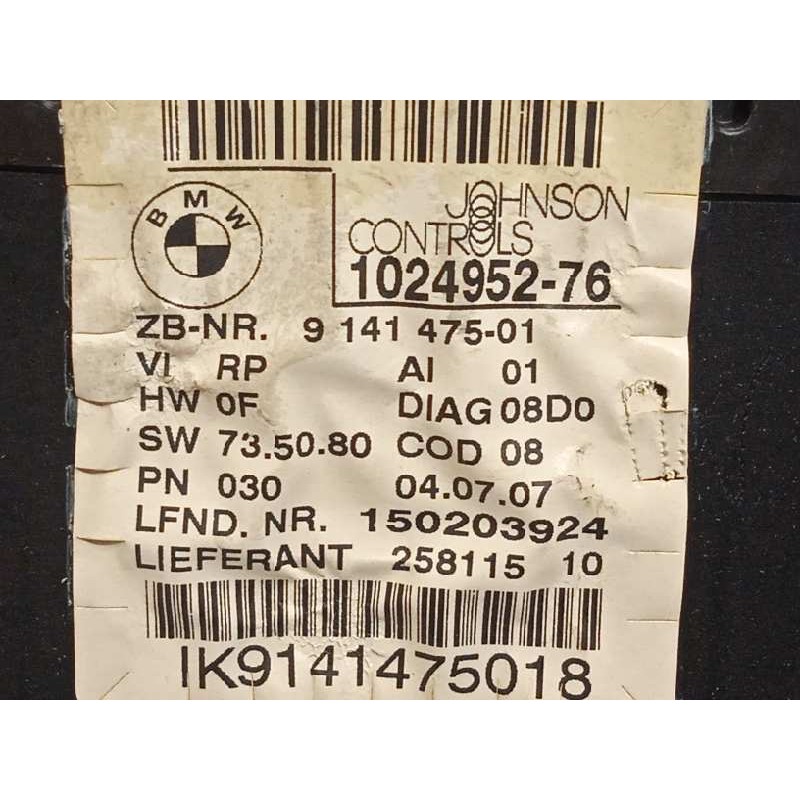 BMW
JOHNSON
CONTROLS
1024952-76
ZB-NR. 9 141 475-01
VI RP AI 01
HW 0F DIAG 08D0
SW 73.50.80 COD 08
PN 030 04.07.07
LFND. NR. 150203924
LIEFERANT 258115 10
IK9141475018